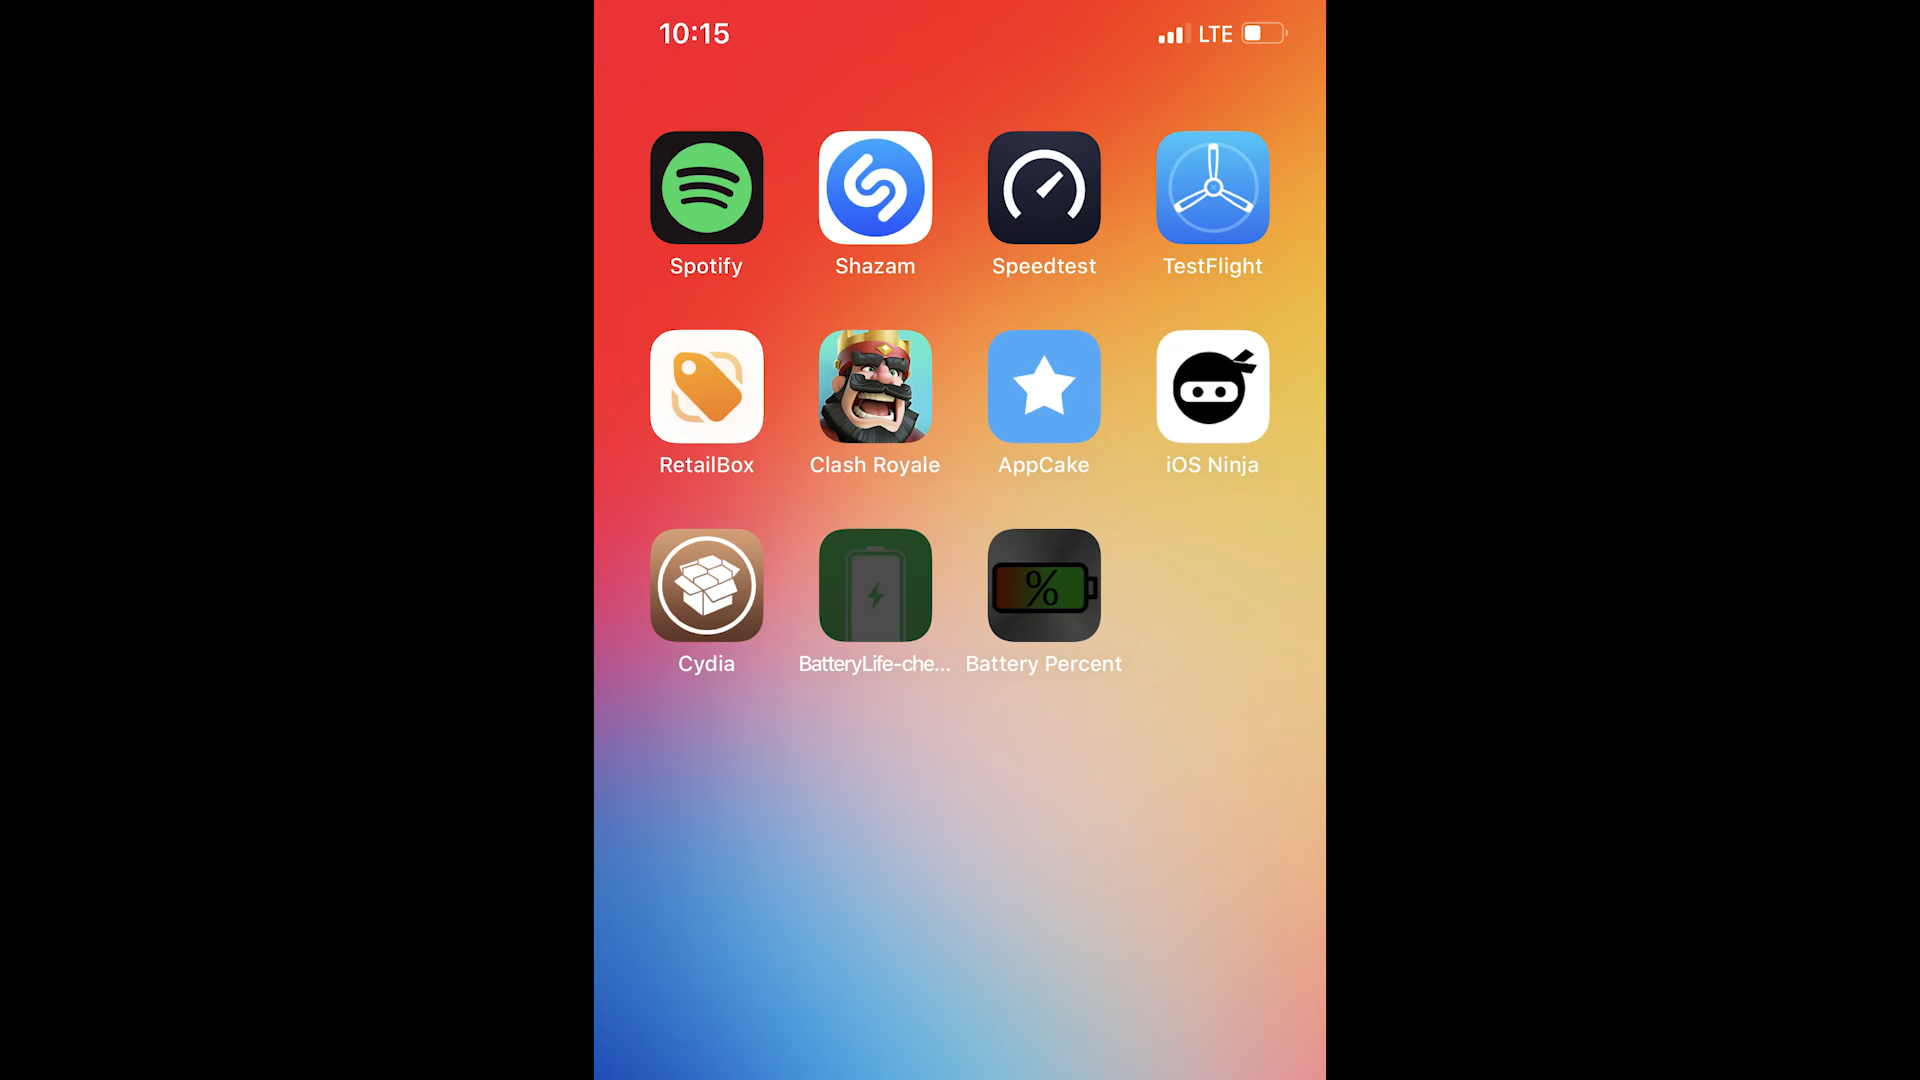 10:15
LTE
Spotify
Shazam
Speedtest
TestFlight
RetailBox
Clash Royale
AppCake
iOS Ninja
%
Cydia
BatteryLife-che...
Battery Percent